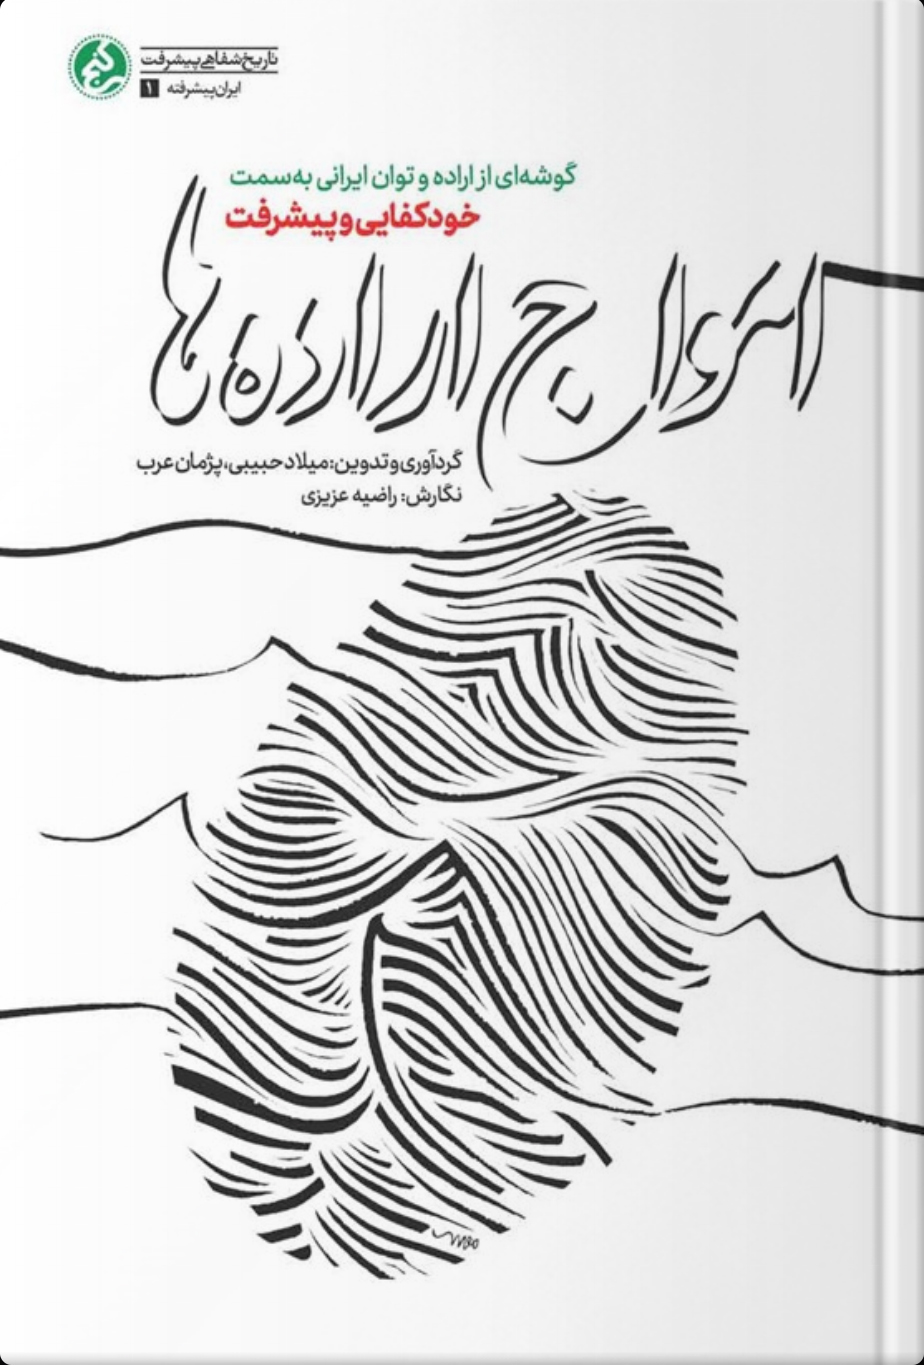 تاریخ شفاهی پیشرفت
ایران پیشرفته ۱
گوشه‌ای از اراده و توان ایرانی به‌سمت
خودکفایی و پیشرفت
امتزاج اراده‌ها
گردآوری و تدوین: میلاد حبیبی، پژمان عرب
نگارش: راضیه عزیزی